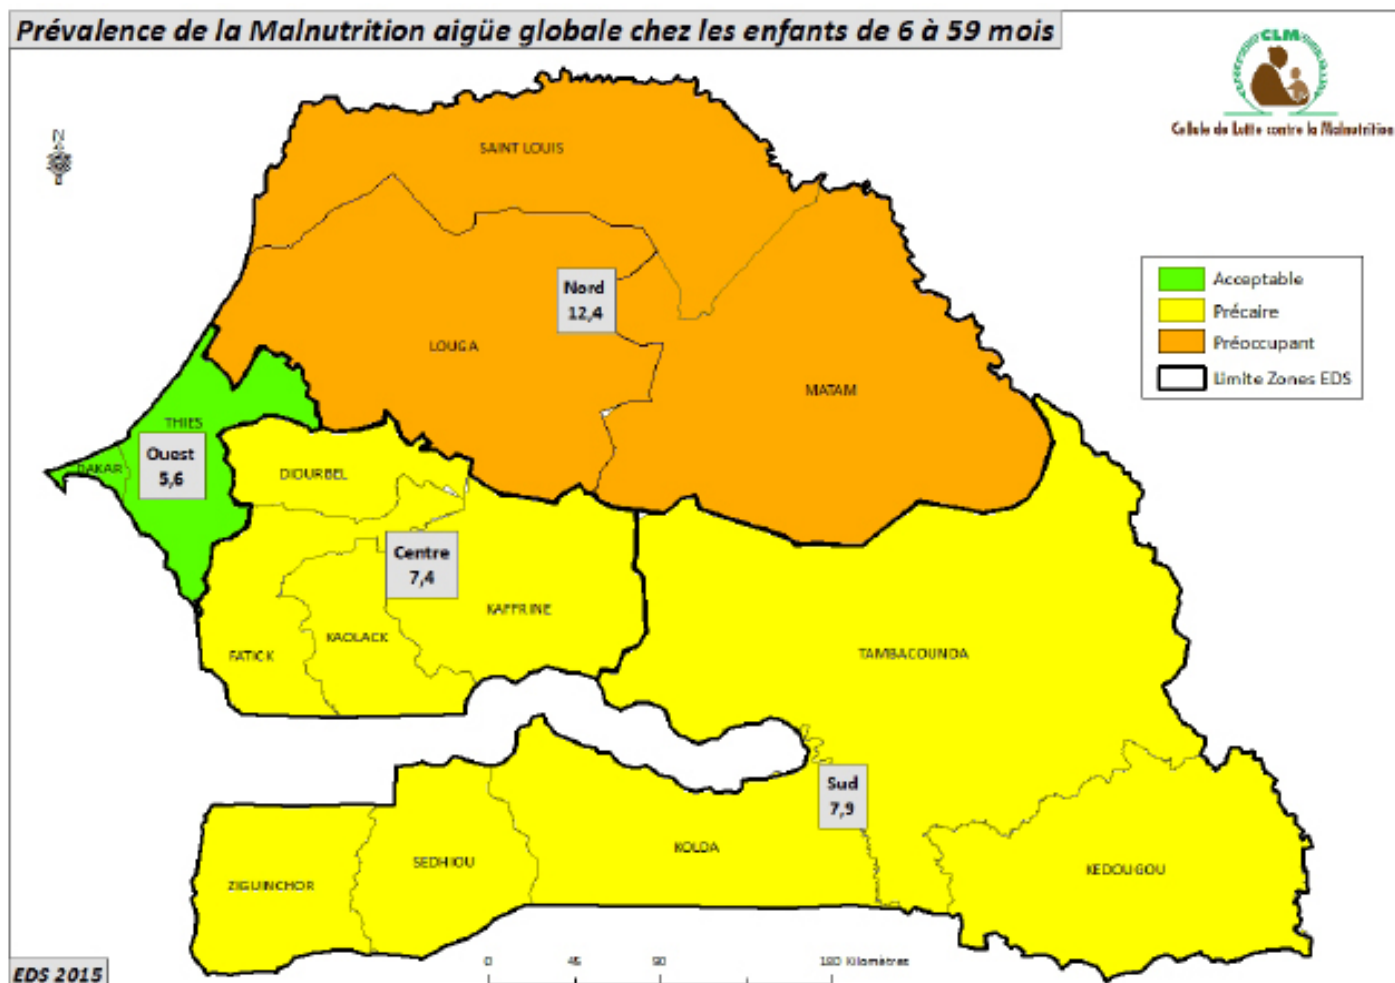 Prévalence de la Malnutrition aigüe globale chez les enfants de 6 à 59 mois
CLM
Cellule de Lutte contre la Malnutrition
N
SAINT LOUIS
Nord
12,4
LOUGA
MATAM
Acceptable
Précaire
Préoccupant
Limite Zones EDS
THIES
Ouest
5,6
DAKAR
DIOURBEL
Centre
7,4
KAFFRINE
KAOLACK
FATICK
TAMBACOUNDA
Sud
7,9
KOLDA
SEDHIOU
ZIGUINCHOR
KEDOUGOU
0 45 90 180 Kilomètres
EDS 2015